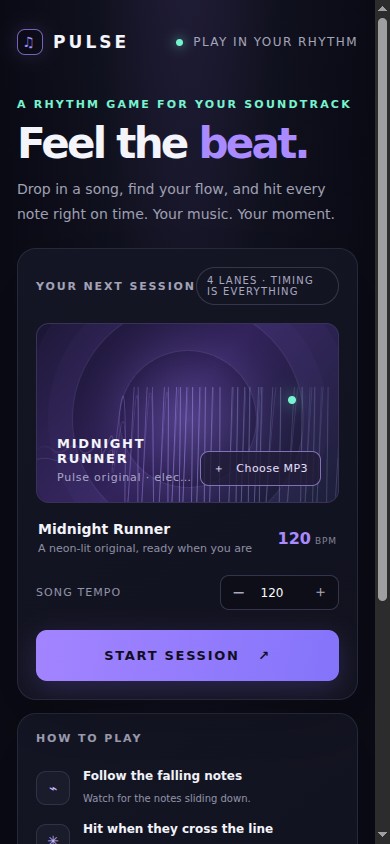 PULSE
PLAY IN YOUR RHYTHM
A RHYTHM GAME FOR YOUR SOUNDTRACK
Feel the beat.
Drop in a song, find your flow, and hit every
note right on time. Your music. Your moment.
YOUR NEXT SESSION
4 LANES · TIMING
IS EVERYTHING
MIDNIGHT
RUNNER
Pulse original · elec...
+ Choose MP3
Midnight Runner
A neon-lit original, ready when you are
120 BPM
SONG TEMPO
− 120 +
START SESSION ↗
HOW TO PLAY
Follow the falling notes
Watch for the notes sliding down.
Hit when they cross the line